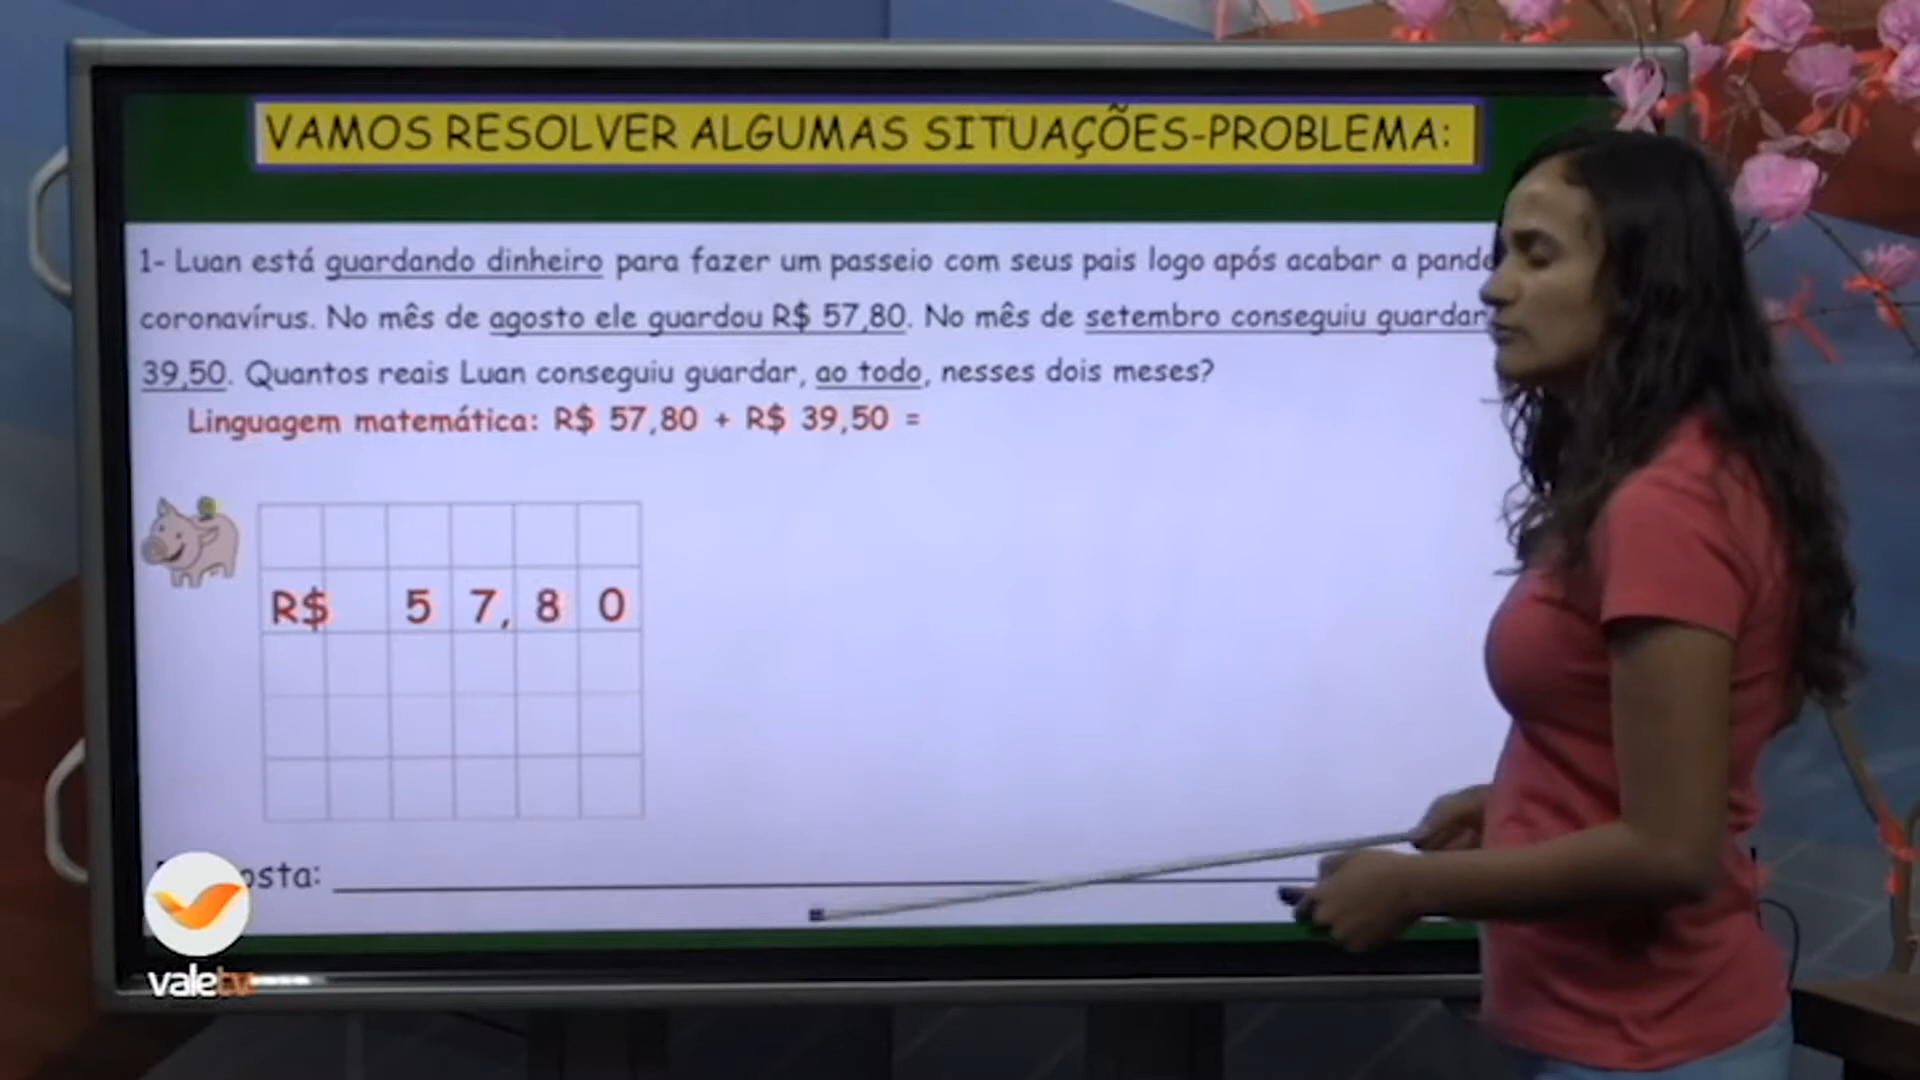 VAMOS RESOLVER ALGUMAS SITUAÇÕES-PROBLEMA:
1- Luan está guardando dinheiro para fazer um passeio com seus pais logo após acabar a
coronavírus. No mês de agosto ele guardou R$ 57,80. No mês de setembro conseguiu guardar
39,50. Quantos reais Luan conseguiu guardar, ao todo, nesses dois meses?
Linguagem matemática: R$ 57,80 + R$ 39,50 =
R$ 5 7, 8 0
valetv